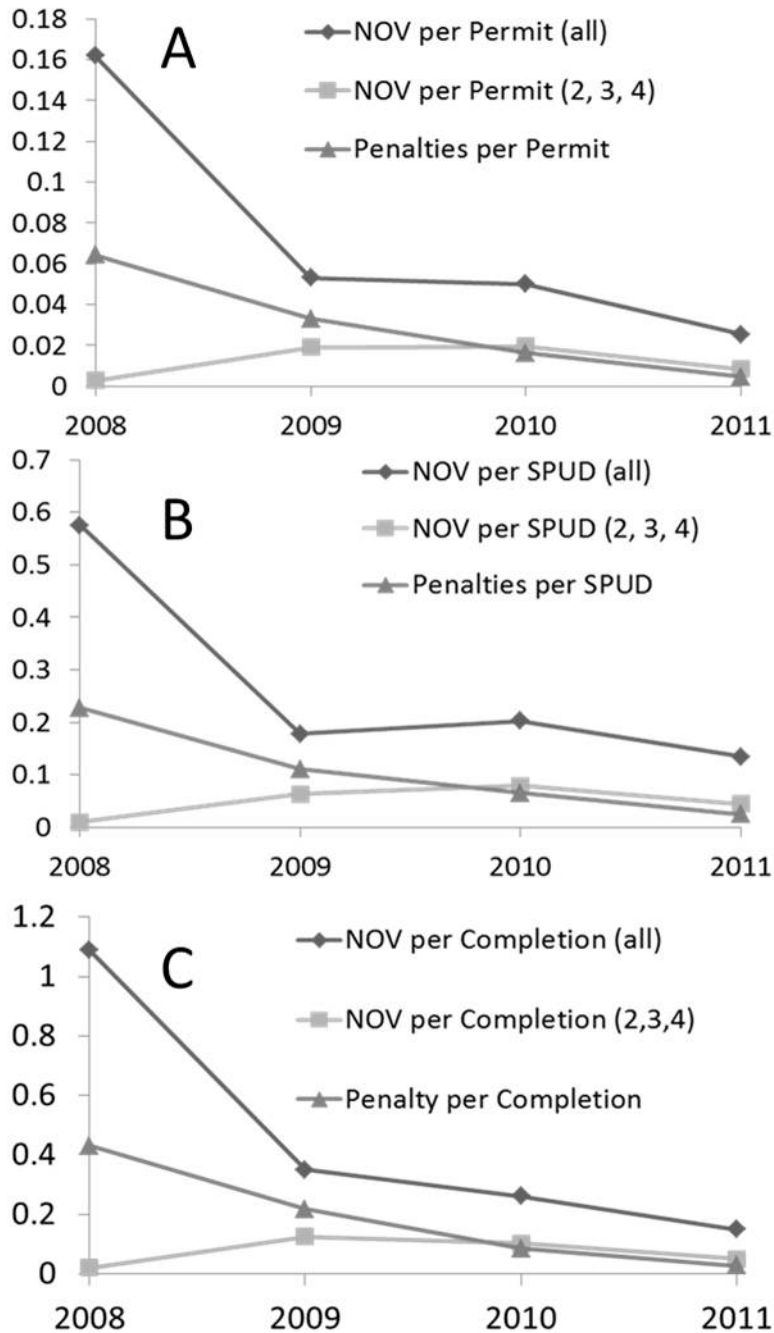 0.18
0.16
0.14
0.12
0.1
0.08
0.06
0.04
0.02
0
A
NOV per Permit (all)
NOV per Permit (2, 3, 4)
Penalties per Permit
2008 2009 2010 2011
0.7
0.6
0.5
0.4
0.3
0.2
0.1
0
B
NOV per SPUD (all)
NOV per SPUD (2, 3, 4)
Penalties per SPUD
2008 2009 2010 2011
1.2
1
0.8
0.6
0.4
0.2
0
C
NOV per Completion (all)
NOV per Completion (2,3,4)
Penalty per Completion
2008 2009 2010 2011